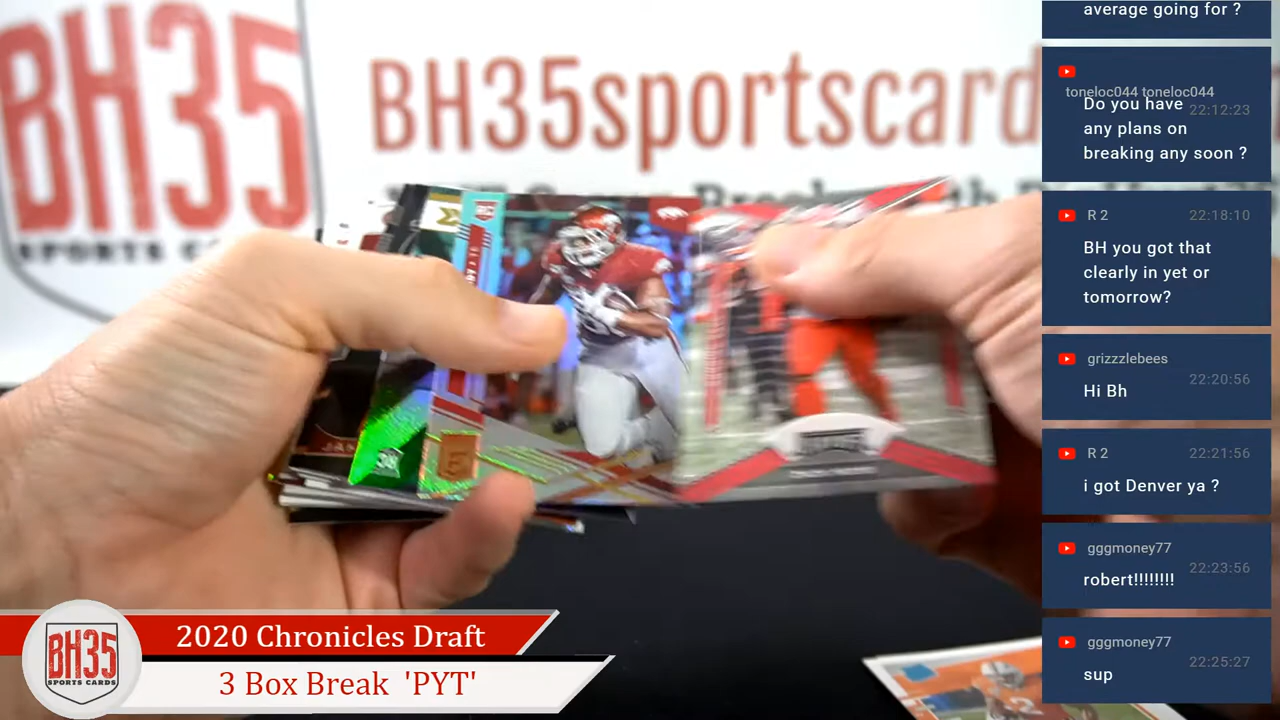 BH35
SPORTS CA
BH35sportscard
average going for ?
toneloc044 toneloc044
22:12:23
Do you have
any plans on
breaking any soon ?
R 2
22:18:10
BH you got that
clearly in yet or
tomorrow?
grizzzlebees
22:20:56
Hi Bh
R 2
22:21:56
i got Denver ya ?
gggmoney77
22:23:56
robert!!!!!!!!
gggmoney77
22:25:27
sup
BH35
SPORTS CARDS
2020 Chronicles Draft
3 Box Break 'PYT'